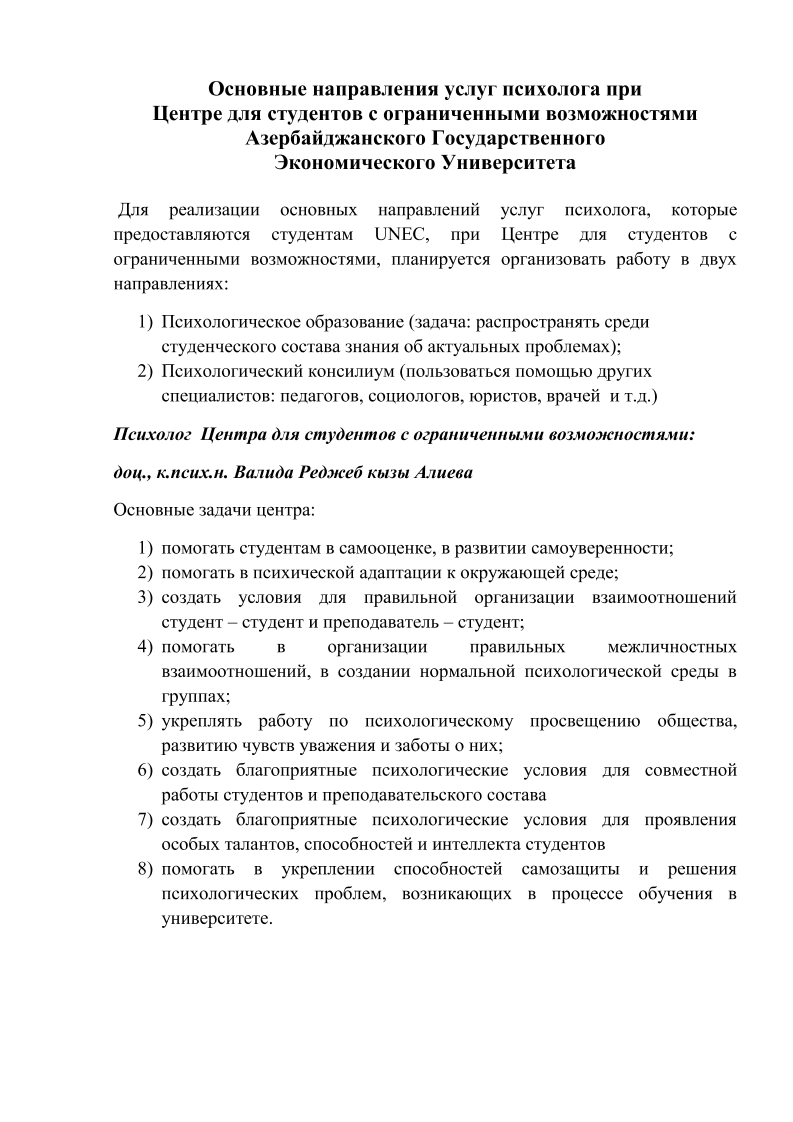 Основные направления услуг психолога при
Центре для студентов с ограниченными возможностями
Азербайджанского Государственного
Экономического Университета
Для реализации основных направлений услуг психолога, которые
предоставляются студентам UNEC, при Центре для студентов с
ограниченными возможностями, планируется организовать работу в двух
направлениях:
1) Психологическое образование (задача: распространять среди
студенческого состава знания об актуальных проблемах);
2) Психологический консилиум (пользоваться помощью других
специалистов: педагогов, социологов, юристов, врачей и т.д.)
Психолог Центра для студентов с ограниченными возможностями:
доц., к.псих.н. Валида Реджеб кызы Алиева
Основные задачи центра:
1) помогать студентам в самооценке, в развитии самоуверенности;
2) помогать в психической адаптации к окружающей среде;
3) создать условия для правильной организации взаимоотношений
студент – студент и преподаватель – студент;
4) помогать в организации правильных межличностных
взаимоотношений, в создании нормальной психологической среды в
группах;
5) укреплять работу по психологическому просвещению общества,
развитию чувств уважения и заботы о них;
6) создать благоприятные психологические условия для совместной
работы студентов и преподавательского состава
7) создать благоприятные психологические условия для проявления
особых талантов, способностей и интеллекта студентов
8) помогать в укреплении способностей самозащиты и решения
психологических проблем, возникающих в процессе обучения в
университете.